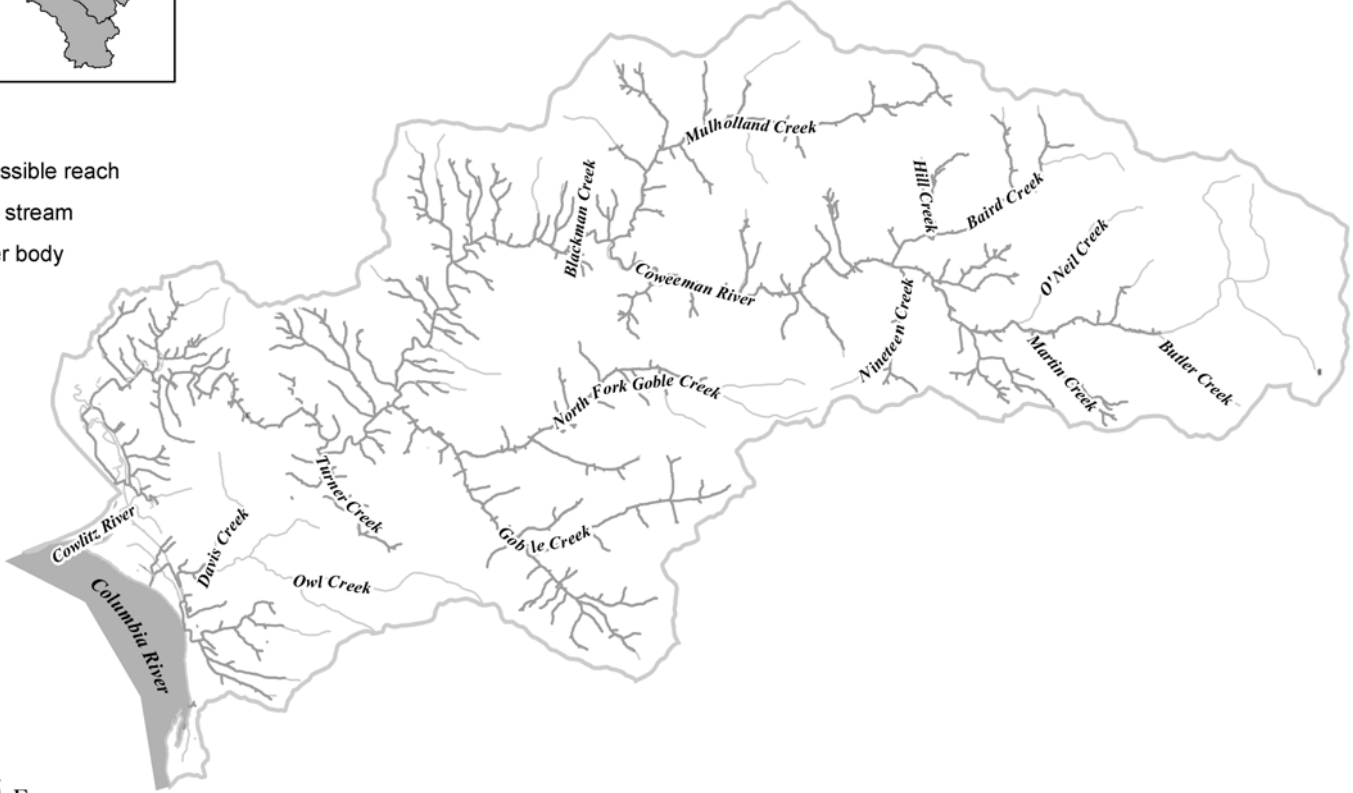 ssible reach
stream
er body
Mulholland Creek
Hill Creek
Blackman Creek
Baird Creek
O'Neil Creek
Coweeman River
Nineteen Creek
Martin Creek
Butler Creek
North Fork Goble Creek
Turner Creek
Goble Creek
Cowlitz River
Davis Creek
Owl Creek
Columbia River
E